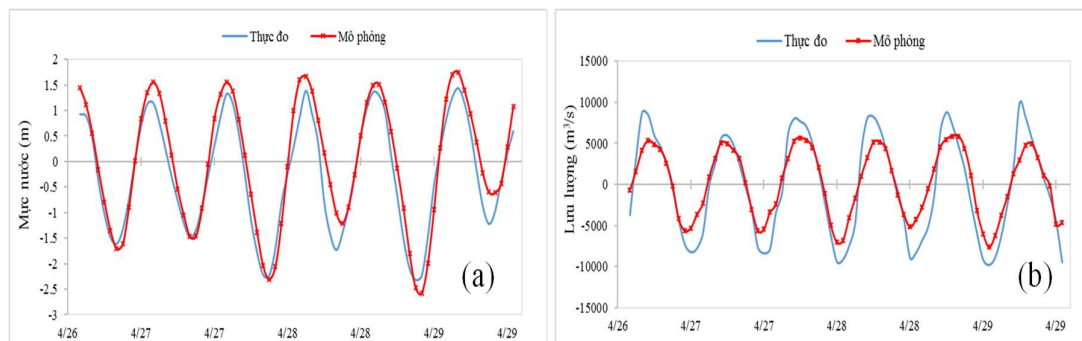 Thực đo Mô phỏng
Mực nước (m)
2
1.5
1
0.5
0
-0.5
-1
-1.5
-2
-2.5
-3
4/26 4/27 4/27 4/28 4/28 4/29 4/29
(a)
Thực đo Mô phỏng
Lưu lượng (m³/s)
15000
10000
5000
0
-5000
-10000
-15000
4/26 4/27 4/27 4/28 4/28 4/29 4/29
(b)